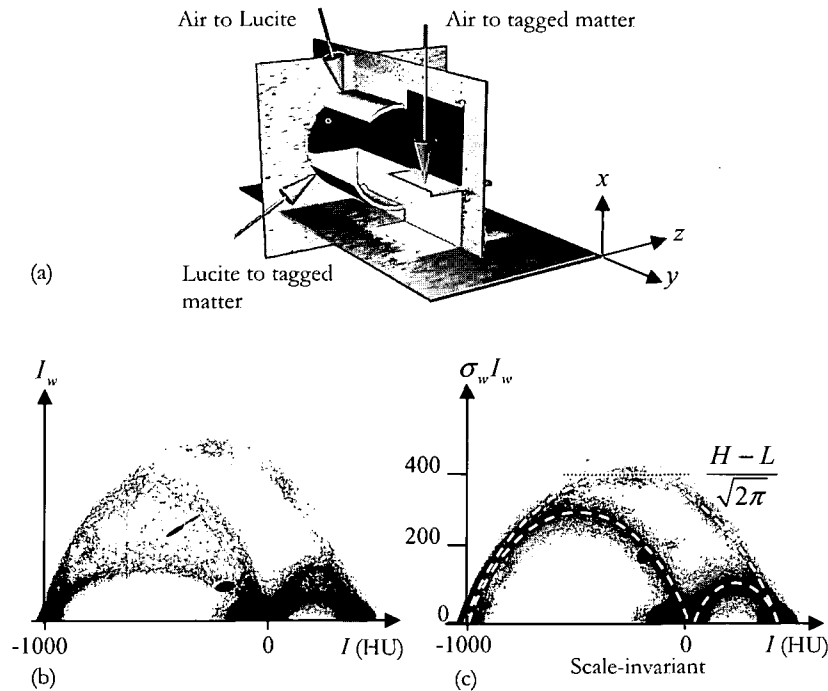 Air to Lucite
Air to tagged matter
x
z
y
Lucite to tagged
matter
(a)
I_w
-1000
0
I (HU)
(b)
σ_w I_w
400
H − L
√2π
200
0
-1000
0
I (HU)
Scale-invariant
(c)